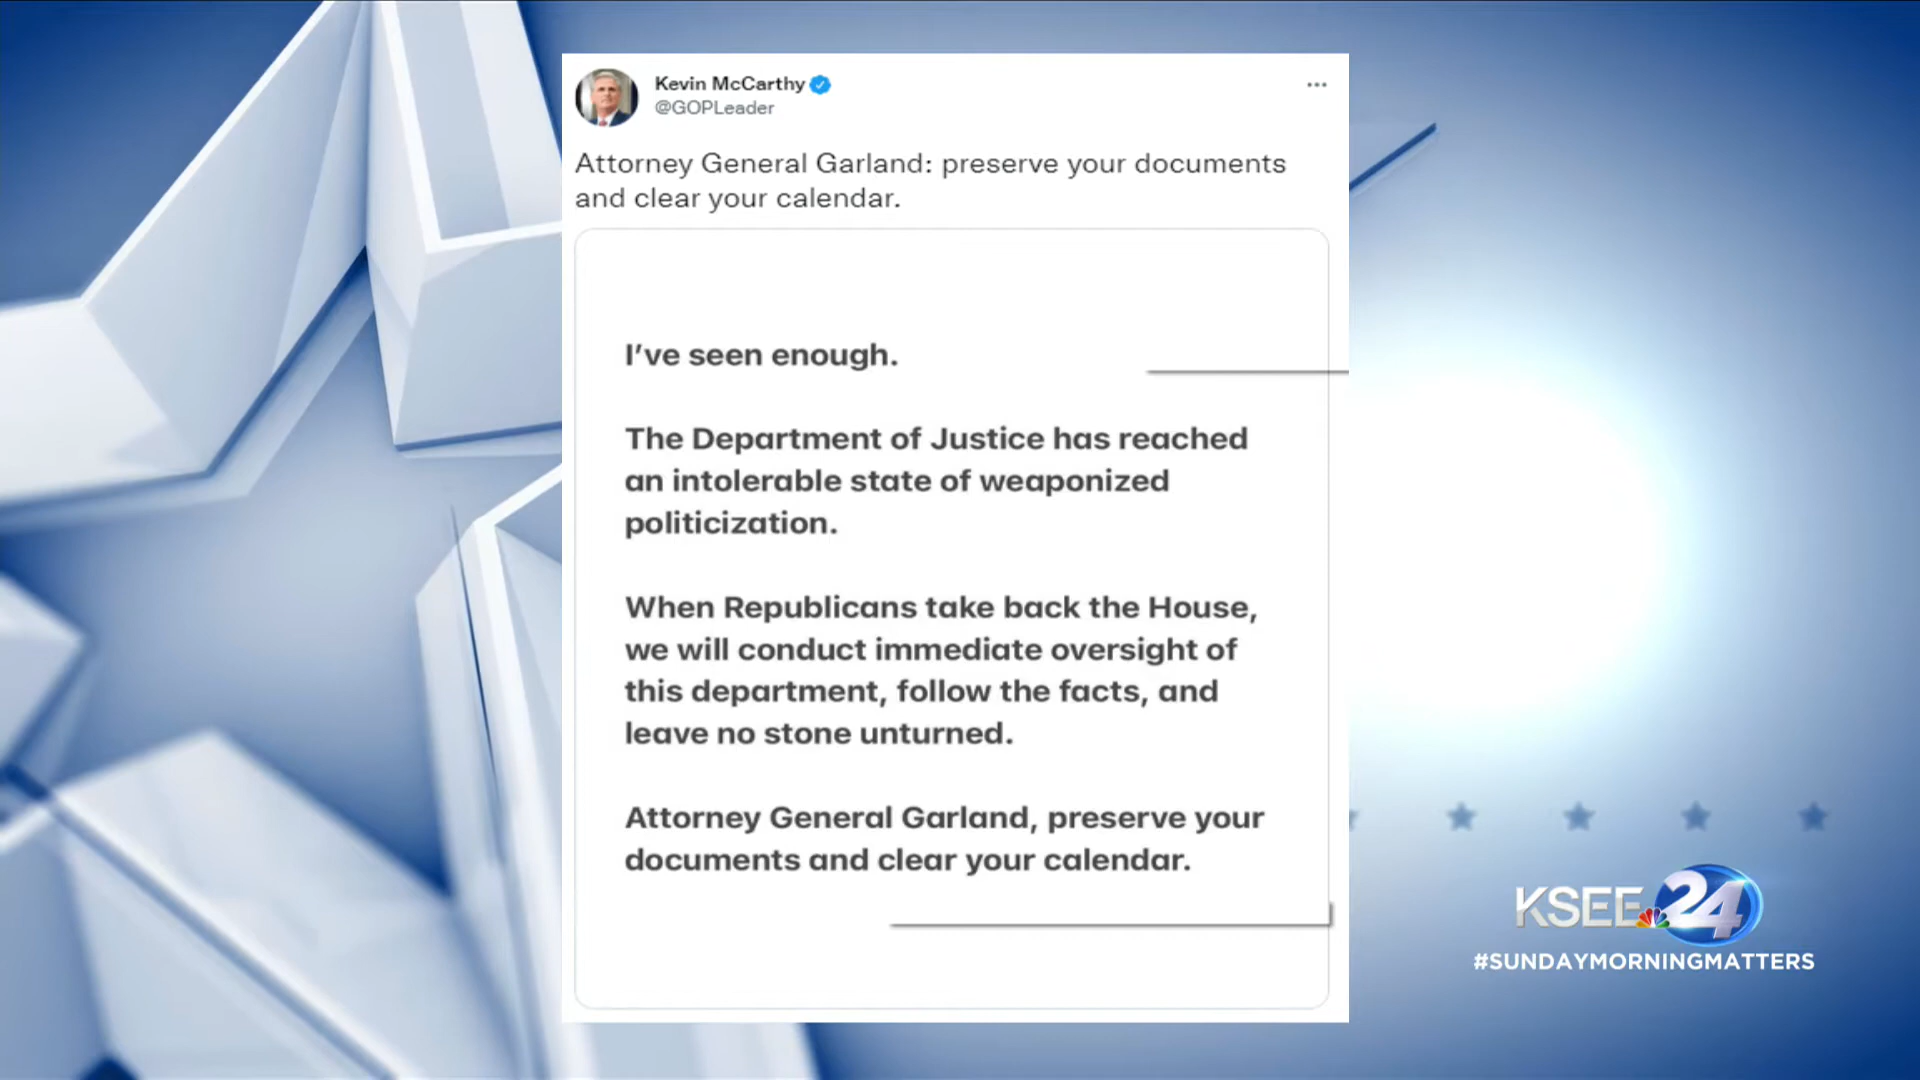 Kevin McCarthy
@GOPLeader
Attorney General Garland: preserve your documents
and clear your calendar.
I’ve seen enough.
The Department of Justice has reached
an intolerable state of weaponized
politicization.
When Republicans take back the House,
we will conduct immediate oversight of
this department, follow the facts, and
leave no stone unturned.
Attorney General Garland, preserve your
documents and clear your calendar.
KSEE 24
#SUNDAYMORNINGMATTERS